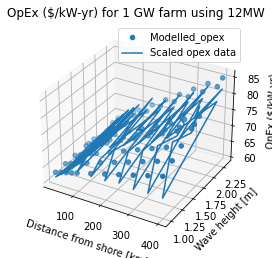 OpEx ($/kW-yr) for 1 GW farm using 12MW
Modelled_opex
Scaled opex data
85
80
75
70
65
60
OpEx ($/kW-yr)
2.25
2.00
1.75
1.50
1.25
1.00
Wave height [m]
100
200
300
400
Distance from shore